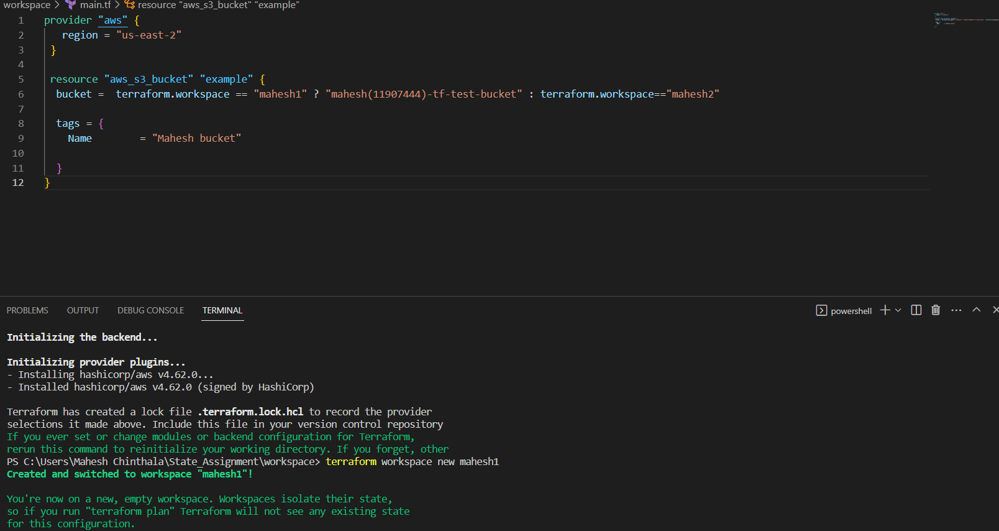 workspace > main.tf > resource "aws_s3_bucket" "example"
1 provider "aws" {
2 region = "us-east-2"
3 }
4
5 resource "aws_s3_bucket" "example" {
6 bucket = terraform.workspace == "mahesh1" ? "mahesh(11907444)-tf-test-bucket" : terraform.workspace=="mahesh2"
7
8 tags = {
9 Name = "Mahesh bucket"
10
11 }
12 }
PROBLEMS OUTPUT DEBUG CONSOLE TERMINAL powershell
Initializing the backend...
Initializing provider plugins...
- Installing hashicorp/aws v4.62.0...
- Installed hashicorp/aws v4.62.0 (signed by HashiCorp)
Terraform has created a lock file .terraform.lock.hcl to record the provider
selections it made above. Include this file in your version control repository
If you ever set or change modules or backend configuration for Terraform,
rerun this command to reinitialize your working directory. If you forget, other
PS C:\Users\Mahesh Chinthala\State_Assignment\workspace> terraform workspace new mahesh1
Created and switched to workspace "mahesh1"!
You're now on a new, empty workspace. Workspaces isolate their state,
so if you run "terraform plan" Terraform will not see any existing state
for this configuration.